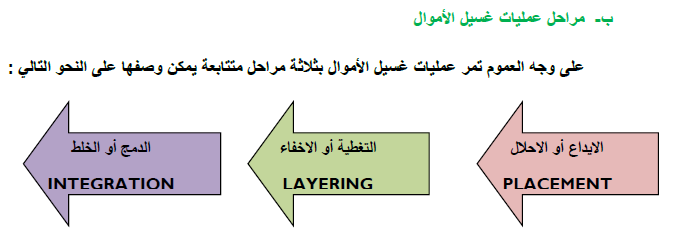 ب- مراحل عمليات غسيل الأموال
على وجه العموم تمر عمليات غسيل الأموال بثلاثة مراحل متتابعة يمكن وصفها على النحو التالي :
الايداع أو الاحلال
PLACEMENT
التغطية أو الاخفاء
LAYERING
الدمج أو الخلط
INTEGRATION